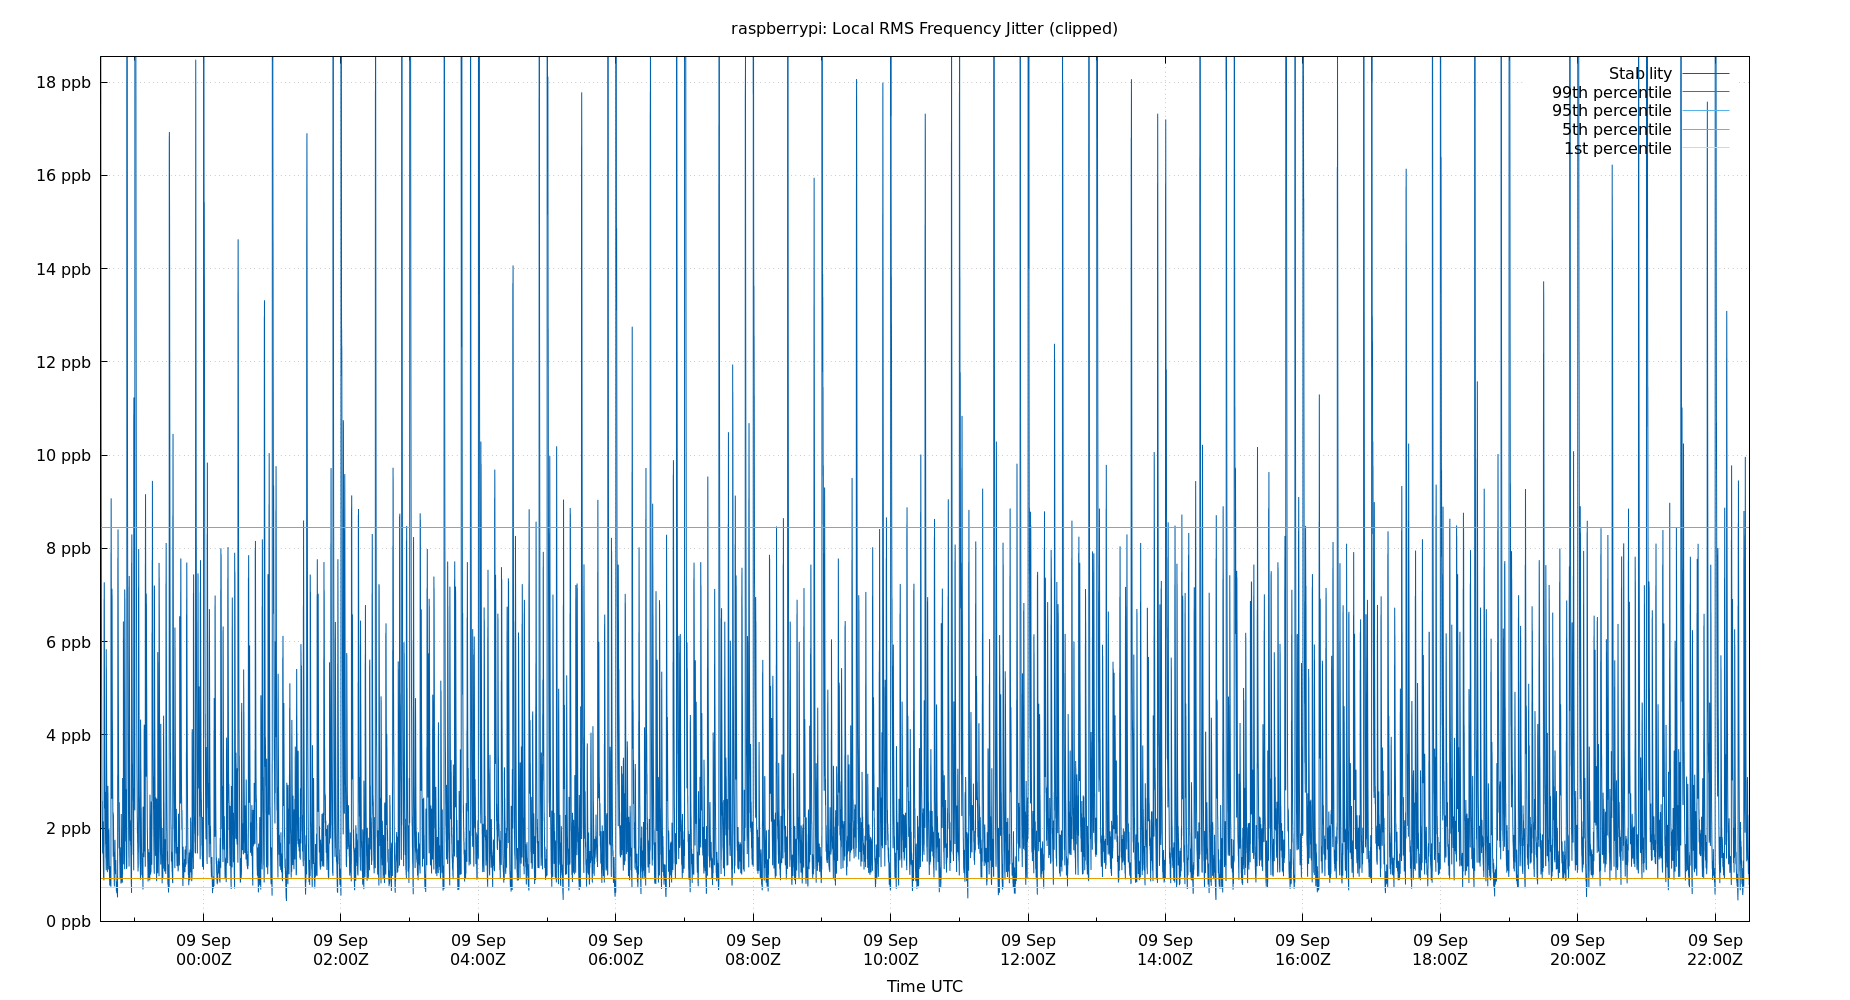 raspberrypi: Local RMS Frequency Jitter (clipped)
18 ppb
16 ppb
14 ppb
12 ppb
10 ppb
8 ppb
6 ppb
4 ppb
2 ppb
0 ppb
Stability
99th percentile
95th percentile
5th percentile
1st percentile
09 Sep 09 Sep 09 Sep 09 Sep 09 Sep 09 Sep 09 Sep 09 Sep 09 Sep 09 Sep 09 Sep 09 Sep
00:00Z 02:00Z 04:00Z 06:00Z 08:00Z 10:00Z 12:00Z 14:00Z 16:00Z 18:00Z 20:00Z 22:00Z
Time UTC